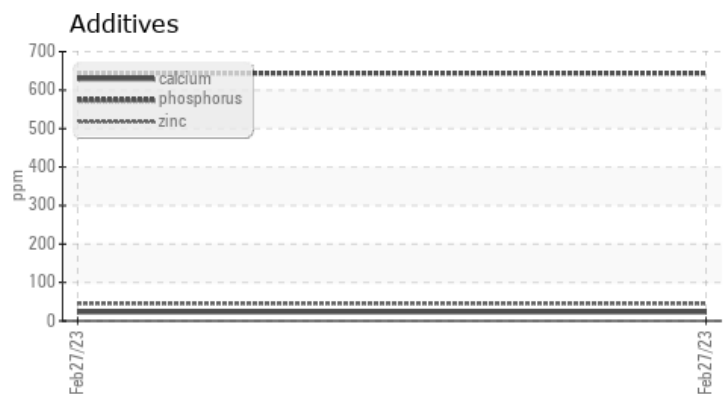 Additives
700
600
500
400
300
200
100
0
ppm
calcium
phosphorus
zinc
Feb27/23
Feb27/23